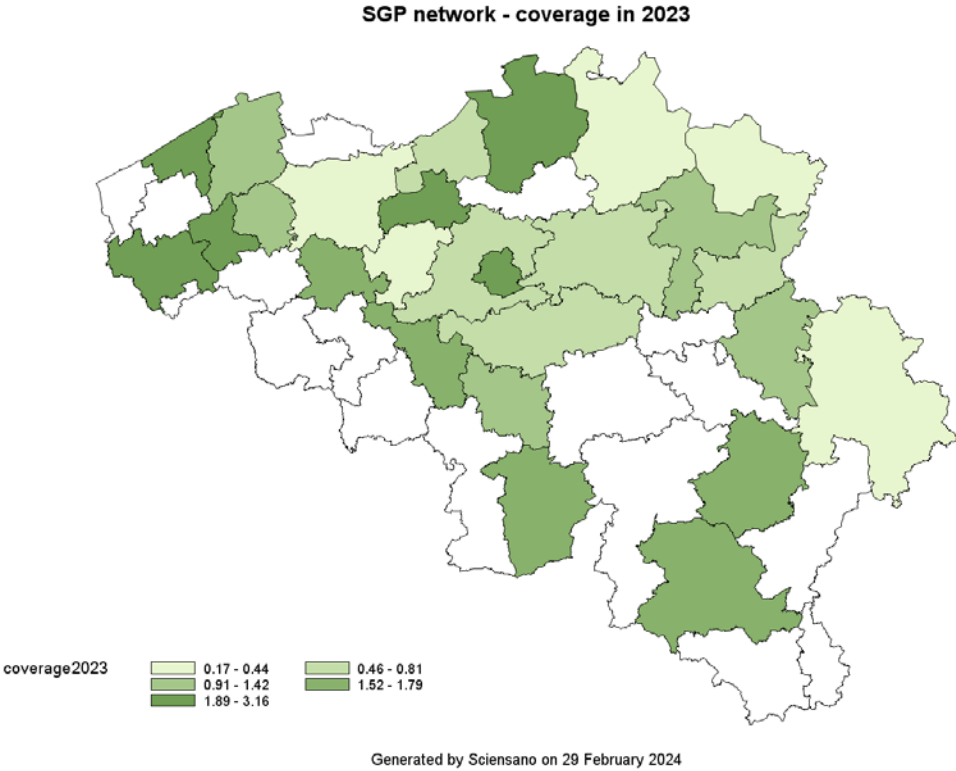 SGP network - coverage in 2023
coverage2023
0.17 - 0.44
0.46 - 0.81
0.91 - 1.42
1.52 - 1.79
1.89 - 3.16
Generated by Sciensano on 29 February 2024